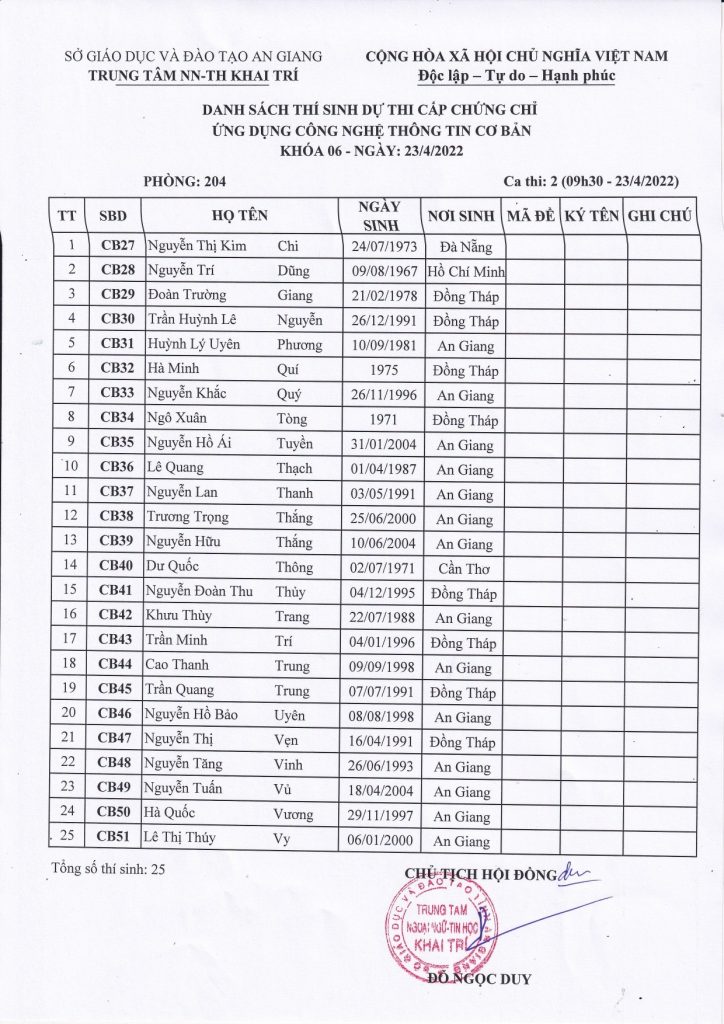 SỞ GIÁO DỤC VÀ ĐÀO TẠO AN GIANG CỘNG HÒA XÃ HỘI CHỦ NGHĨA VIỆT NAM
TRUNG TÂM NN-TH KHAI TRÍ Độc lập – Tự do – Hạnh phúc
DANH SÁCH THÍ SINH DỰ THI CẤP CHỨNG CHỈ
ỨNG DỤNG CÔNG NGHỆ THÔNG TIN CƠ BẢN
KHÓA 06 - NGÀY: 23/4/2022
PHÒNG: 204 Ca thi: 2 (09h30 - 23/4/2022)
TT SBD HỌ TÊN NGÀY SINH NƠI SINH MÃ ĐỀ KÝ TÊN GHI CHÚ
1 CB27 Nguyễn Thị Kim Chi 24/07/1973 Đà Nẵng
2 CB28 Nguyễn Trí Dũng 09/08/1967 Hồ Chí Minh
3 CB29 Đoàn Trường Giang 21/02/1978 Đồng Tháp
4 CB30 Trần Huỳnh Lê Nguyễn 26/12/1991 Đồng Tháp
5 CB31 Huỳnh Lý Uyên Phương 10/09/1981 An Giang
6 CB32 Hà Minh Quí 1975 Đồng Tháp
7 CB33 Nguyễn Khắc Quý 26/11/1996 An Giang
8 CB34 Ngô Xuân Tòng 1971 Đồng Tháp
9 CB35 Nguyễn Hồ Ái Tuyền 31/01/2004 An Giang
10 CB36 Lê Quang Thạch 01/04/1987 An Giang
11 CB37 Nguyễn Lan Thanh 03/05/1991 An Giang
12 CB38 Trương Trọng Thắng 25/06/2000 An Giang
13 CB39 Nguyễn Hữu Thắng 10/06/2004 An Giang
14 CB40 Dư Quốc Thông 02/07/1971 Cần Thơ
15 CB41 Nguyễn Đoàn Thu Thủy 04/12/1995 Đồng Tháp
16 CB42 Khưu Thùy Trang 22/07/1988 An Giang
17 CB43 Trần Minh Trí 04/01/1996 Đồng Tháp
18 CB44 Cao Thanh Trung 09/09/1998 An Giang
19 CB45 Trần Quang Trung 07/07/1991 Đồng Tháp
20 CB46 Nguyễn Hồ Bảo Uyên 08/08/1998 An Giang
21 CB47 Nguyễn Thị Vẹn 16/04/1991 Đồng Tháp
22 CB48 Nguyễn Tăng Vinh 26/06/1993 An Giang
23 CB49 Nguyễn Tuấn Vủ 18/04/2004 An Giang
24 CB50 Hà Quốc Vương 29/11/1997 An Giang
25 CB51 Lê Thị Thúy Vy 06/01/2000 An Giang
Tổng số thí sinh: 25
CHỦ TỊCH HỘI ĐỒNG
TRUNG TÂM
NGOẠI NGỮ-TIN HỌC
KHAI TRÍ
ĐỖ NGỌC DUY